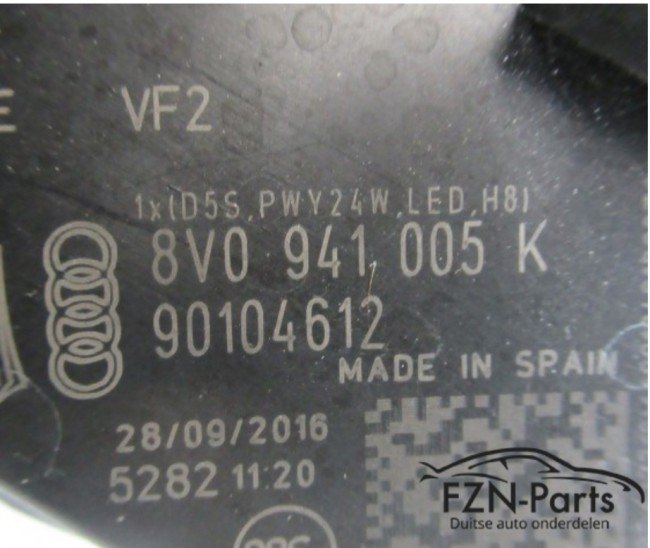 E VF2
1x(D5S,PWY24W,LED,H8)
8V0 941 005 K
90104612
MADE IN SPAIN
28/09/2016
5282 11:20
FZN-Parts
Duitse auto onderdelen